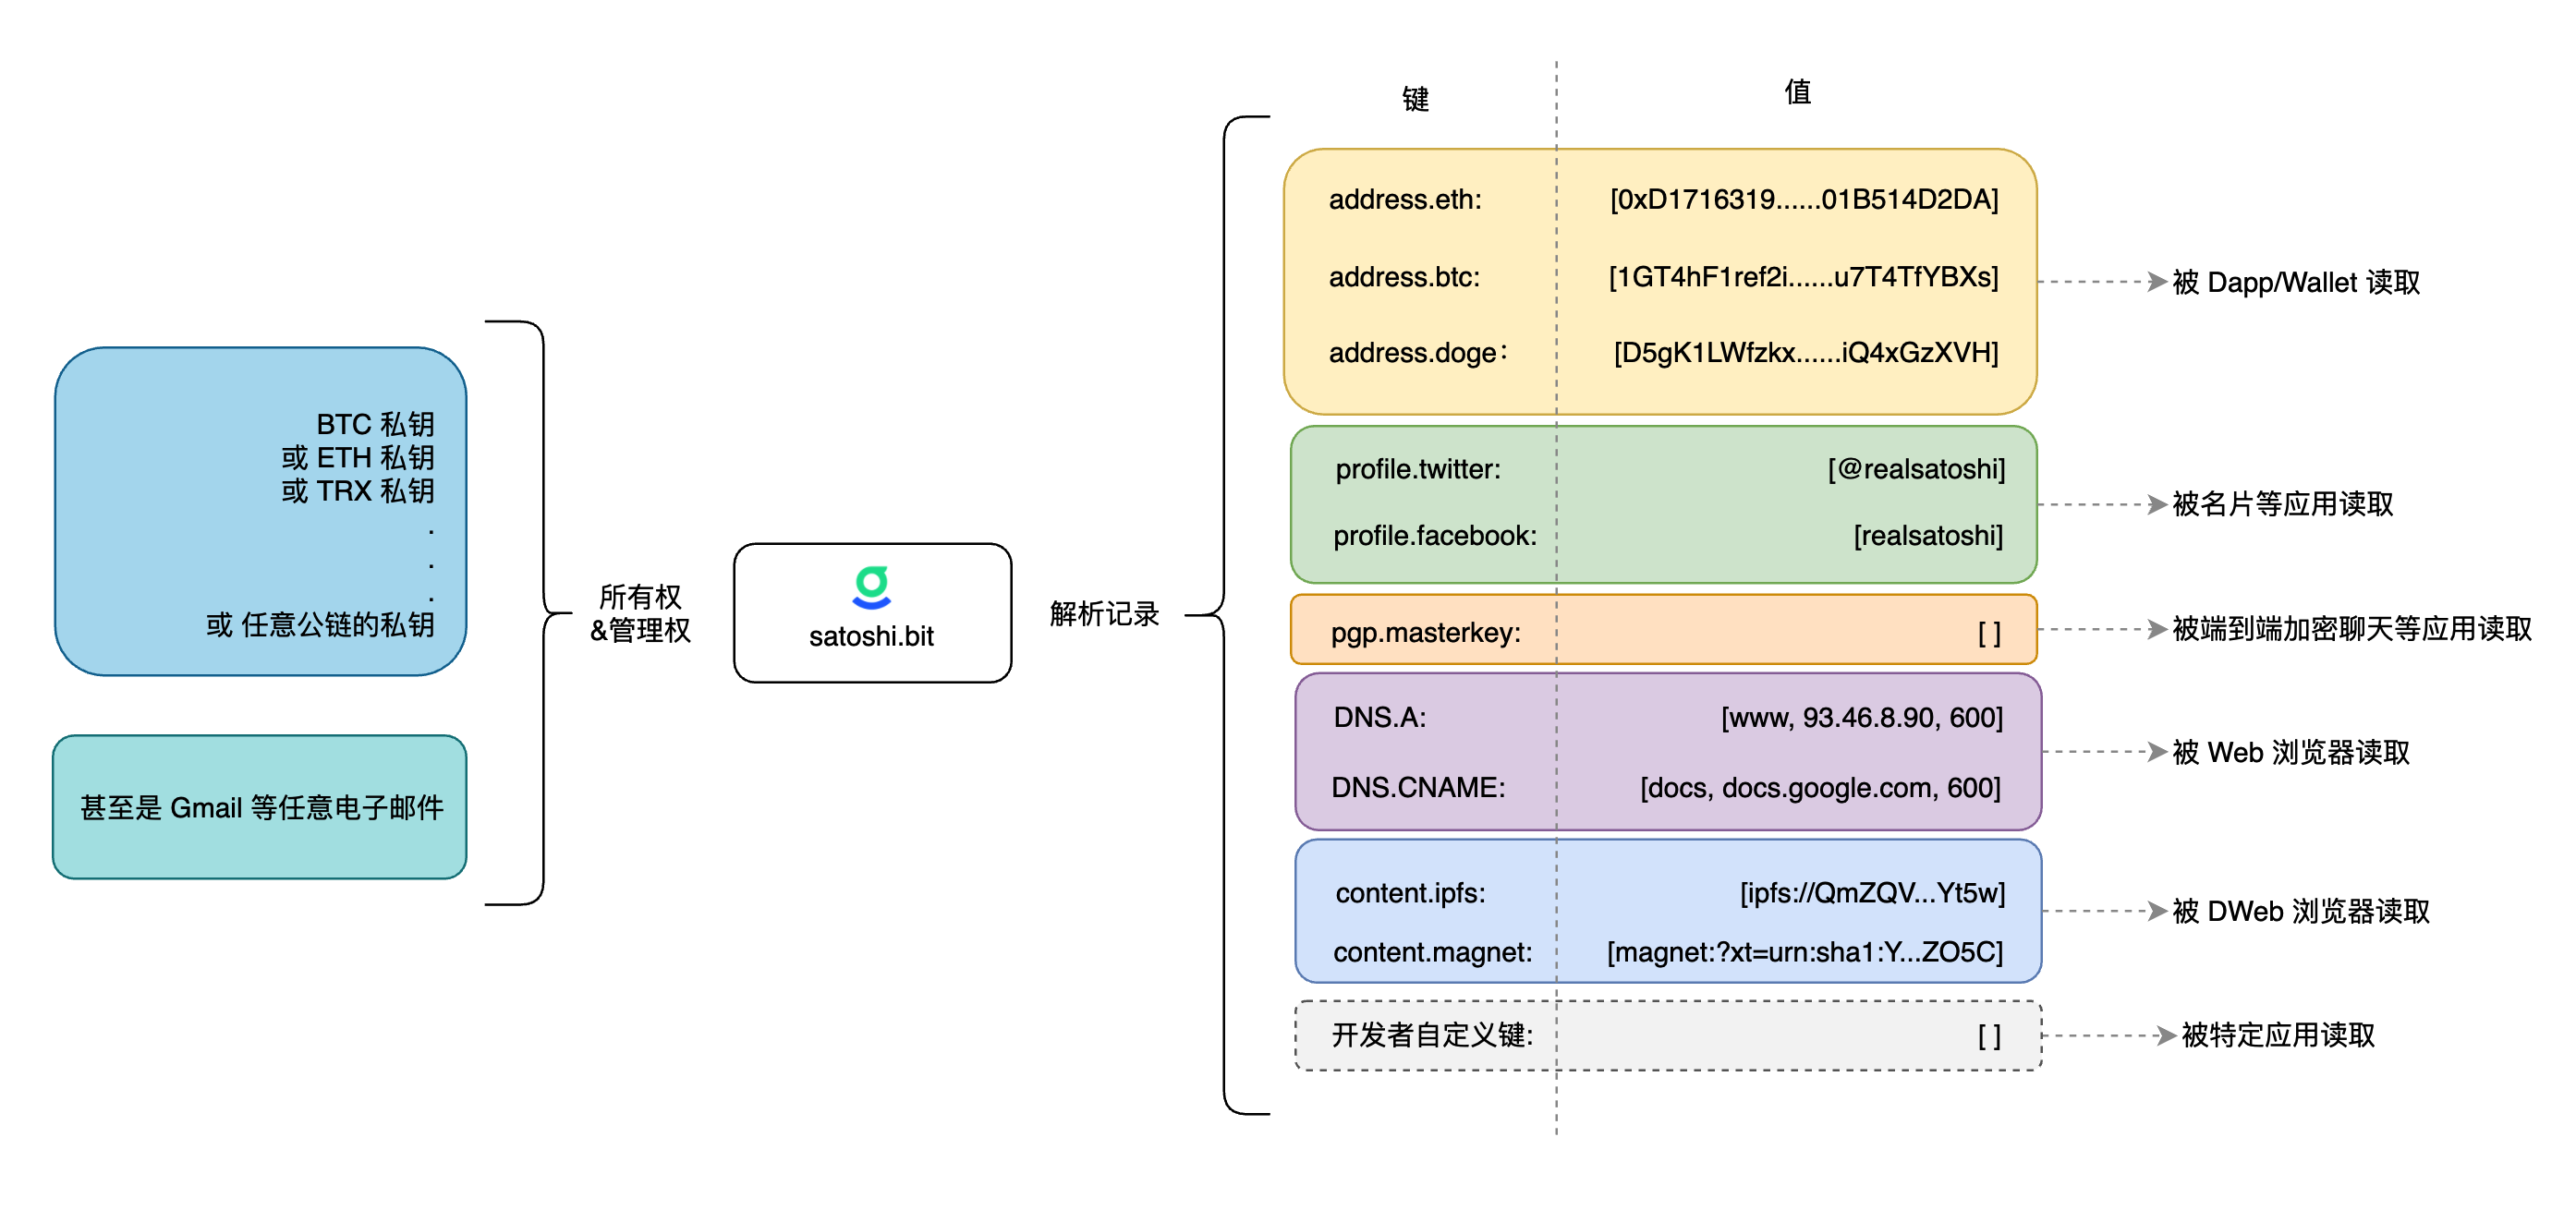 BTC 私钥
或 ETH 私钥
或 TRX 私钥
.
.
.
或 任意公链的私钥
甚至是 Gmail 等任意电子邮件
所有权
&管理权
satoshi.bit
解析记录
键 值
address.eth: [0xD1716319......01B514D2DA]
address.btc: [1GT4hF1ref2i......u7T4TfYBXs]
address.doge： [D5gK1LWfzkx......iQ4xGzXVH]
被 Dapp/Wallet 读取
profile.twitter: [@realsatoshi]
profile.facebook: [realsatoshi]
被名片等应用读取
pgp.masterkey: [ ]
被端到端加密聊天等应用读取
DNS.A: [www, 93.46.8.90, 600]
DNS.CNAME: [docs, docs.google.com, 600]
被 Web 浏览器读取
content.ipfs: [ipfs://QmZQV...Yt5w]
content.magnet: [magnet:?xt=urn:sha1:Y...ZO5C]
被 DWeb 浏览器读取
开发者自定义键: [ ]
被特定应用读取